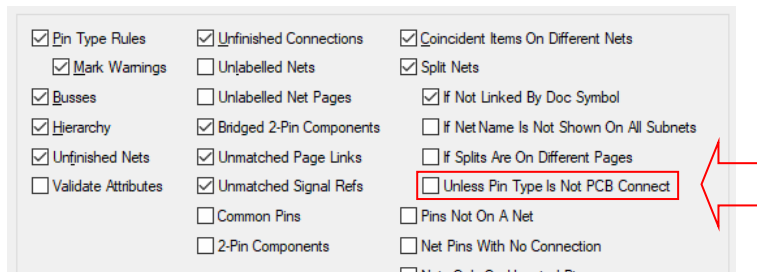 Pin Type Rules
Mark Warnings
Busses
Hierarchy
Unfinished Nets
Validate Attributes
Unfinished Connections
Unlabelled Nets
Unlabelled Net Pages
Bridged 2-Pin Components
Unmatched Page Links
Unmatched Signal Refs
Common Pins
2-Pin Components
Coincident Items On Different Nets
Split Nets
If Not Linked By Doc Symbol
If Net Name Is Not Shown On All Subnets
If Splits Are On Different Pages
Unless Pin Type Is Not PCB Connect
Pins Not On A Net
Net Pins With No Connection